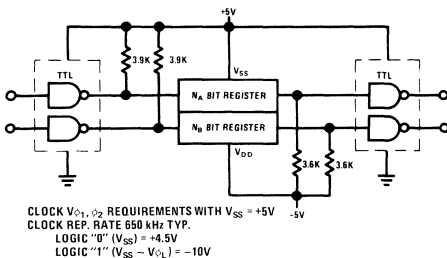 +5V
3.9K 3.9K
TTL
VSS
TTL
NA BIT REGISTER
NB BIT REGISTER
VDD
3.6K 3.6K
-5V
CLOCK Vϕ1, ϕ2 REQUIREMENTS WITH VSS = +5V
CLOCK REP. RATE 650 kHz TYP.
LOGIC "0" (VSS) = +4.5V
LOGIC "1" (VSS – VϕL) = –10V